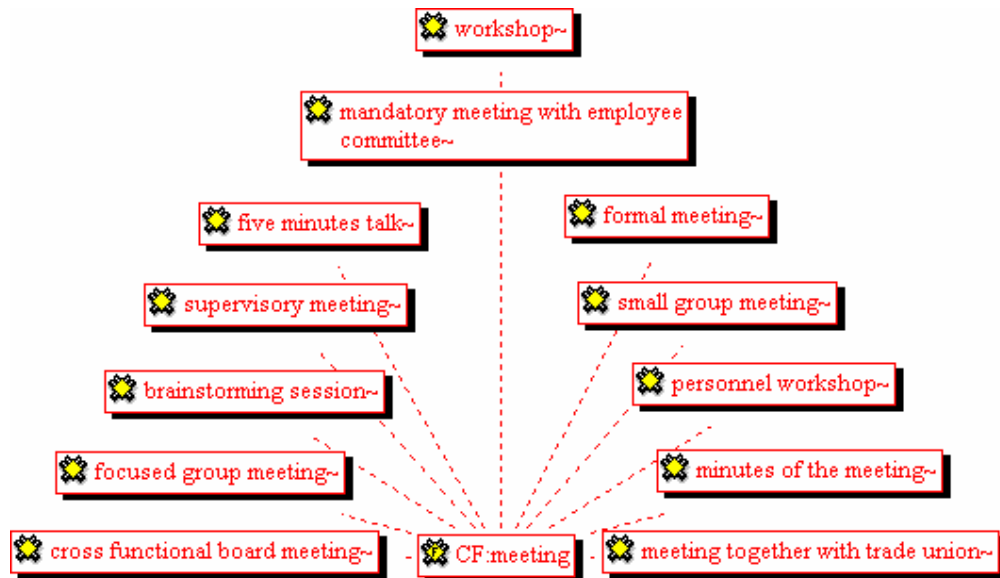 workshop~
mandatory meeting with employee
committee~
five minutes talk~
formal meeting~
supervisory meeting~
small group meeting~
brainstorming session~
personnel workshop~
focused group meeting~
minutes of the meeting~
cross functional board meeting~
F CF:meeting
meeting together with trade union~